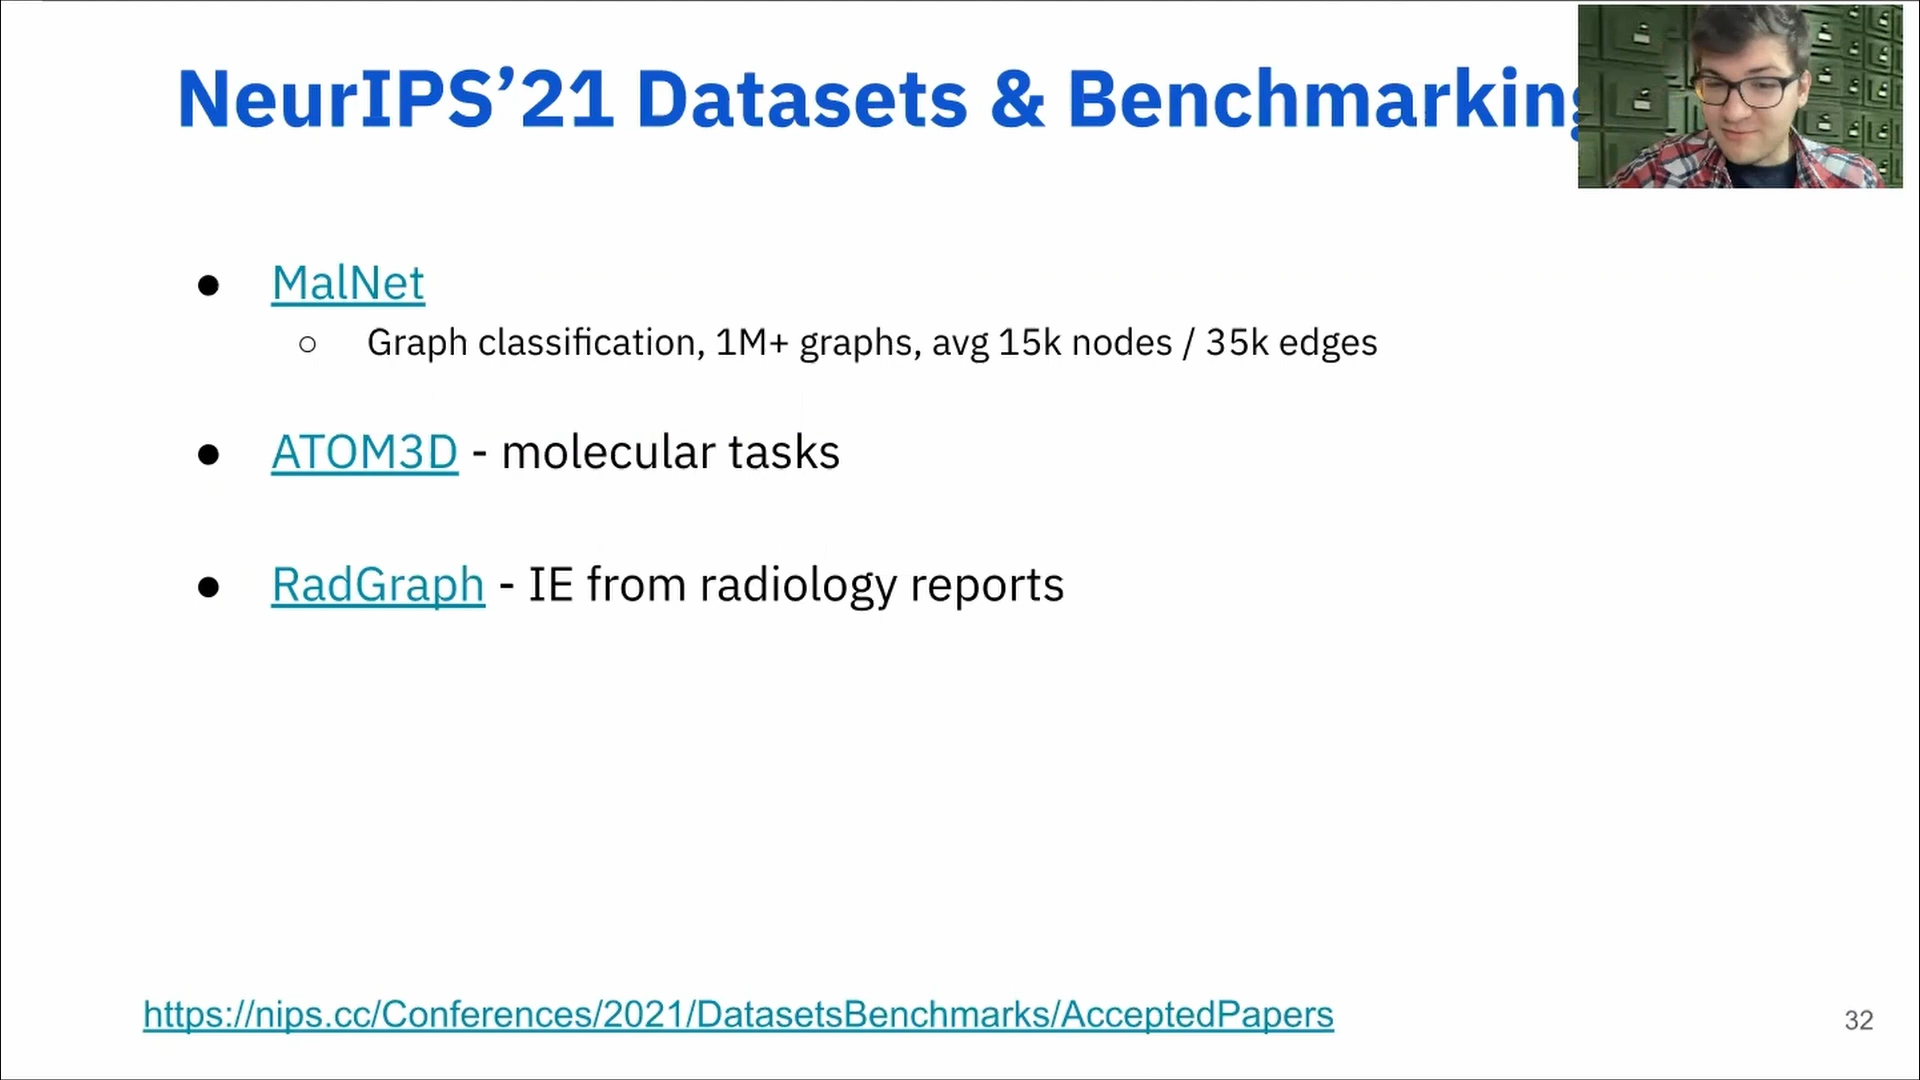 NeurIPS’21 Datasets & Benchmarking
● MalNet
○ Graph classification, 1M+ graphs, avg 15k nodes / 35k edges
● ATOM3D - molecular tasks
● RadGraph - IE from radiology reports
https://nips.cc/Conferences/2021/DatasetsBenchmarks/AcceptedPapers
32